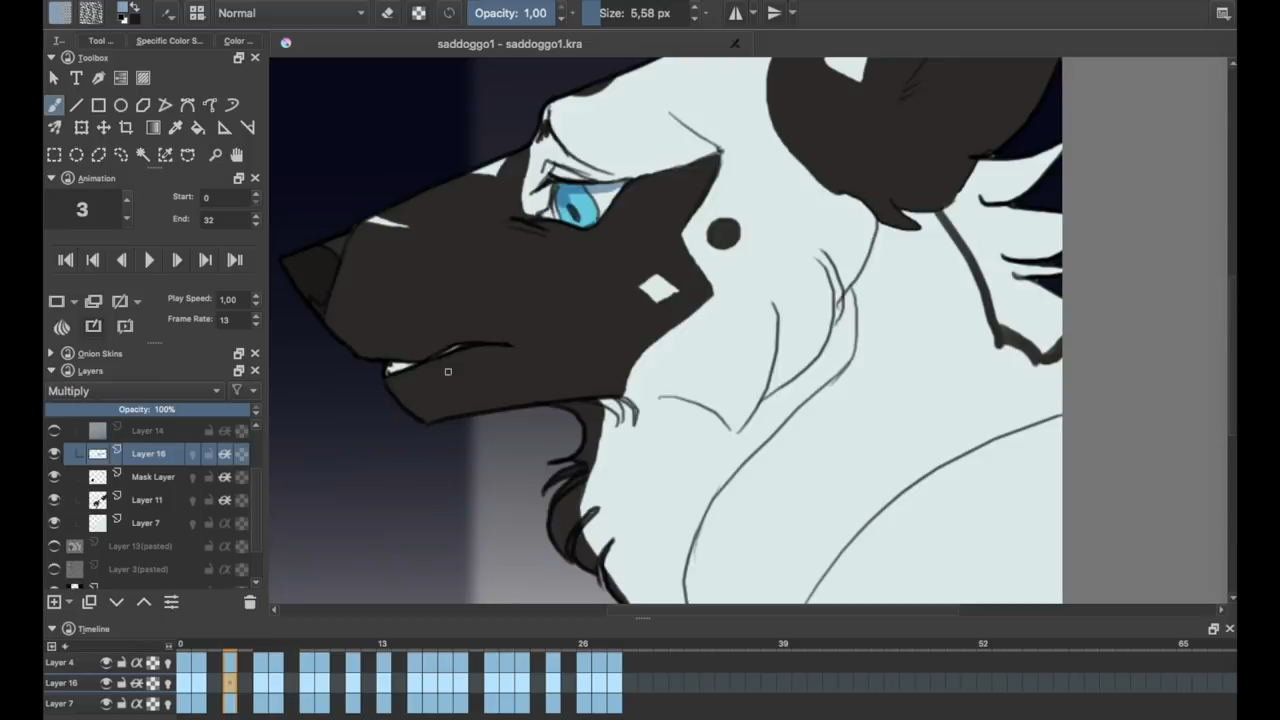 Normal
Opacity: 1,00
Size: 5,58 px
T...
Tool ...
Specific Color S...
Color ...
saddoggo1 - saddoggo1.kra
Toolbox
Animation
3
Start: 0
End: 32
Play Speed: 1,00
Frame Rate: 13
Onion Skins
Layers
Multiply
Opacity: 100%
Layer 14
Layer 16
Mask Layer
Layer 11
Layer 7
Layer 13(pasted)
Layer 3(pasted)
Timeline
0 13 26 39 52 65
Layer 4
Layer 16
Layer 7